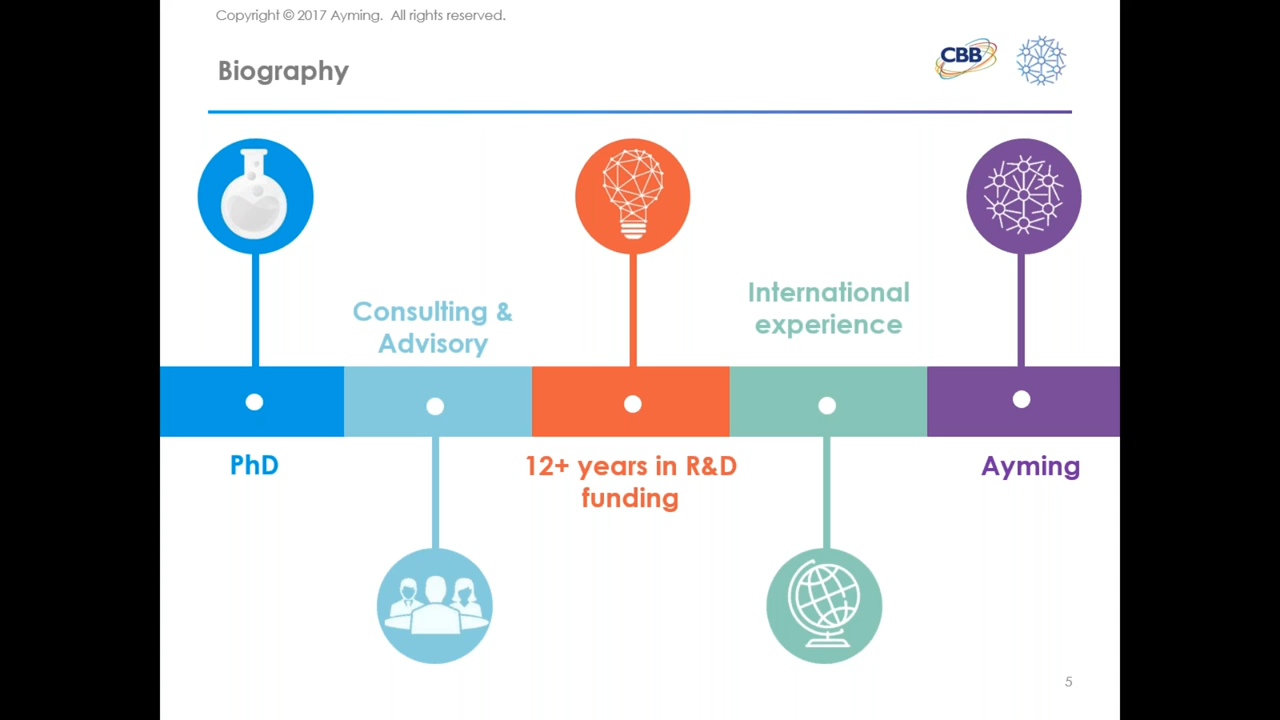 Copyright © 2017 Ayming. All rights reserved.
Biography
CBB
Consulting &
Advisory
International
experience
PhD
12+ years in R&D
funding
Ayming
5